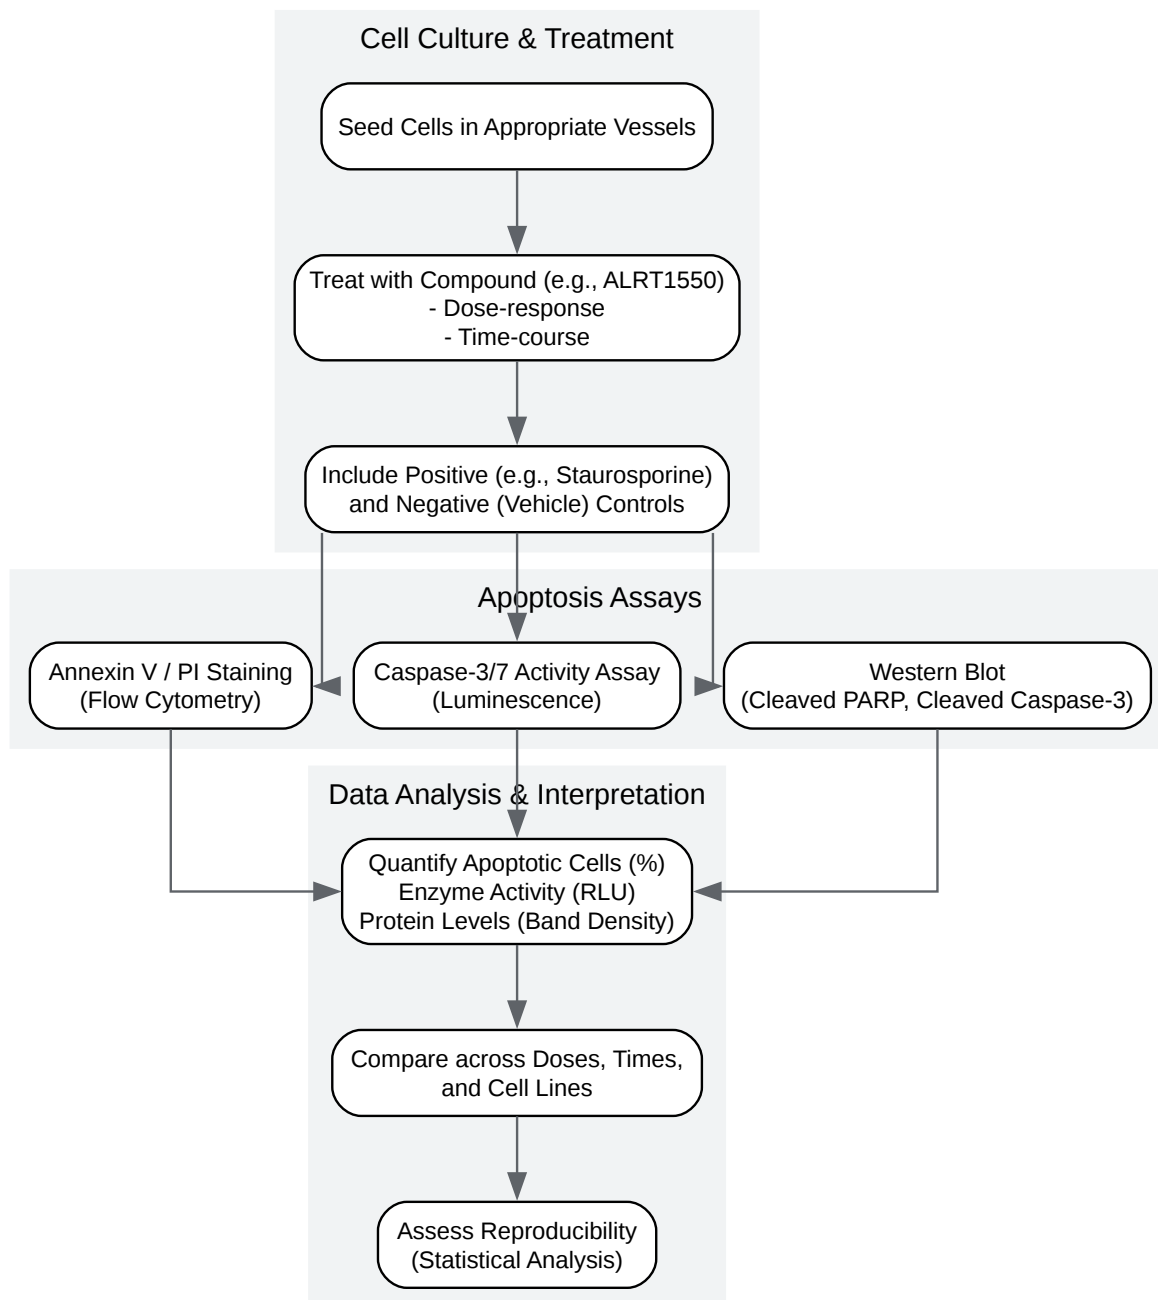 Cell Culture & Treatment
Seed Cells in Appropriate Vessels
Treat with Compound (e.g., ALRT1550)
- Dose-response
- Time-course
Include Positive (e.g., Staurosporine)
and Negative (Vehicle) Controls
Apoptosis Assays
Annexin V / PI Staining
(Flow Cytometry)
Caspase-3/7 Activity Assay
(Luminescence)
Western Blot
(Cleaved PARP, Cleaved Caspase-3)
Data Analysis & Interpretation
Quantify Apoptotic Cells (%)
Enzyme Activity (RLU)
Protein Levels (Band Density)
Compare across Doses, Times,
and Cell Lines
Assess Reproducibility
(Statistical Analysis)